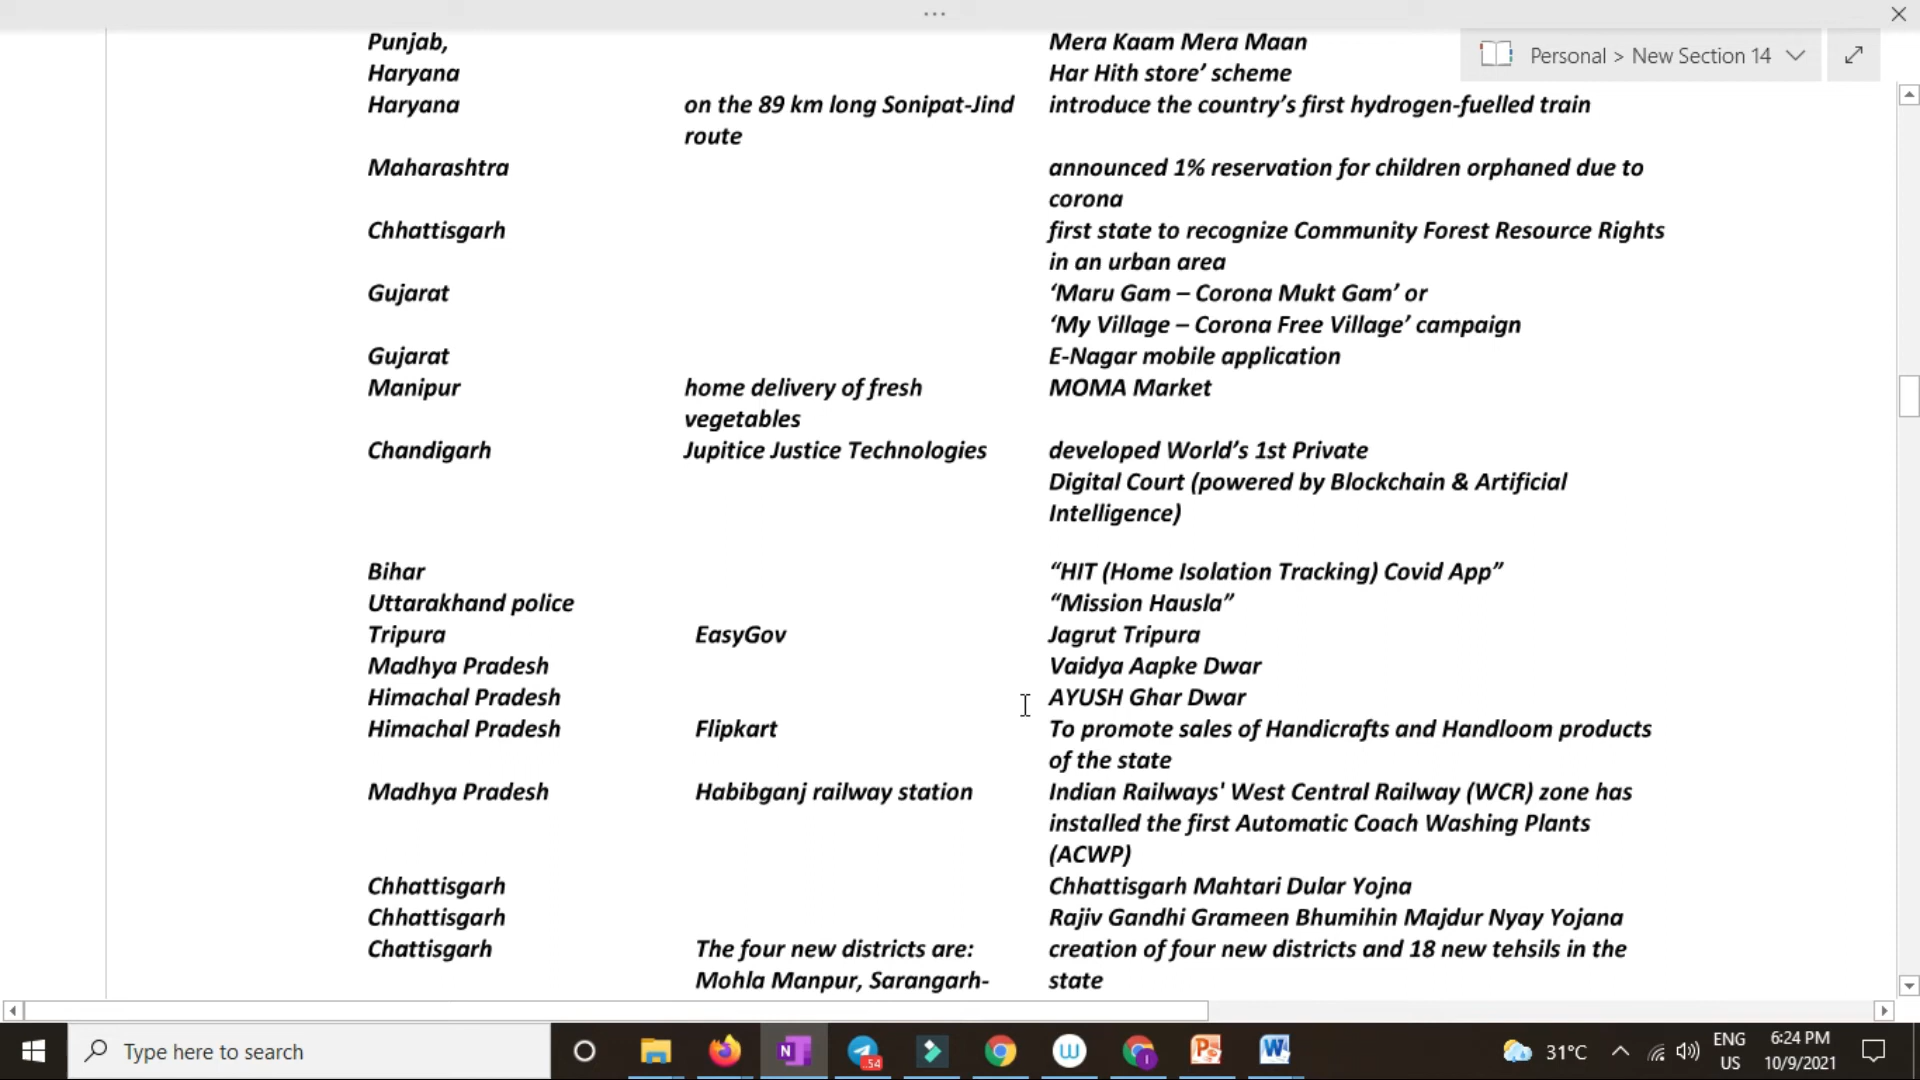 ...
Personal > New Section 14
Punjab, Mera Kaam Mera Maan
Haryana Har Hith store’ scheme
Haryana on the 89 km long Sonipat-Jind introduce the country’s first hydrogen-fuelled train
route
Maharashtra announced 1% reservation for children orphaned due to
corona
Chhattisgarh first state to recognize Community Forest Resource Rights
in an urban area
Gujarat ‘Maru Gam – Corona Mukt Gam’ or
‘My Village – Corona Free Village’ campaign
Gujarat E-Nagar mobile application
Manipur home delivery of fresh MOMA Market
vegetables
Chandigarh Jupitice Justice Technologies developed World’s 1st Private
Digital Court (powered by Blockchain & Artificial
Intelligence)
Bihar “HIT (Home Isolation Tracking) Covid App”
Uttarakhand police “Mission Hausla”
Tripura EasyGov Jagrut Tripura
Madhya Pradesh Vaidya Aapke Dwar
Himachal Pradesh AYUSH Ghar Dwar
Himachal Pradesh Flipkart To promote sales of Handicrafts and Handloom products
of the state
Madhya Pradesh Habibganj railway station Indian Railways' West Central Railway (WCR) zone has
installed the first Automatic Coach Washing Plants
(ACWP)
Chhattisgarh Chhattisgarh Mahtari Dular Yojna
Chhattisgarh Rajiv Gandhi Grameen Bhumihin Majdur Nyay Yojana
Chattisgarh The four new districts are: creation of four new districts and 18 new tehsils in the
Mohla Manpur, Sarangarh- state
Type here to search
N
54
P
W
31°C
ENG
US
6:24 PM
10/9/2021